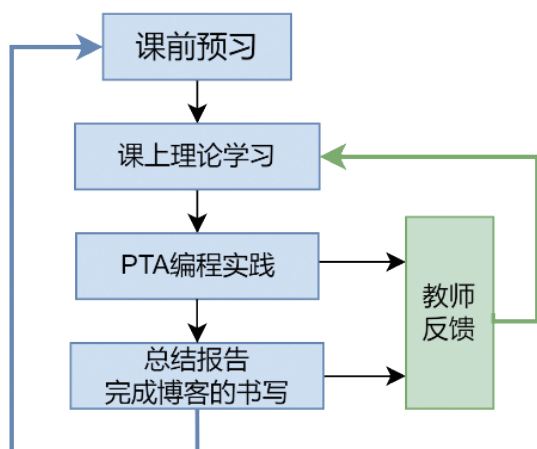 课前预习
课上理论学习
PTA编程实践
教师
反馈
总结报告
完成博客的书写